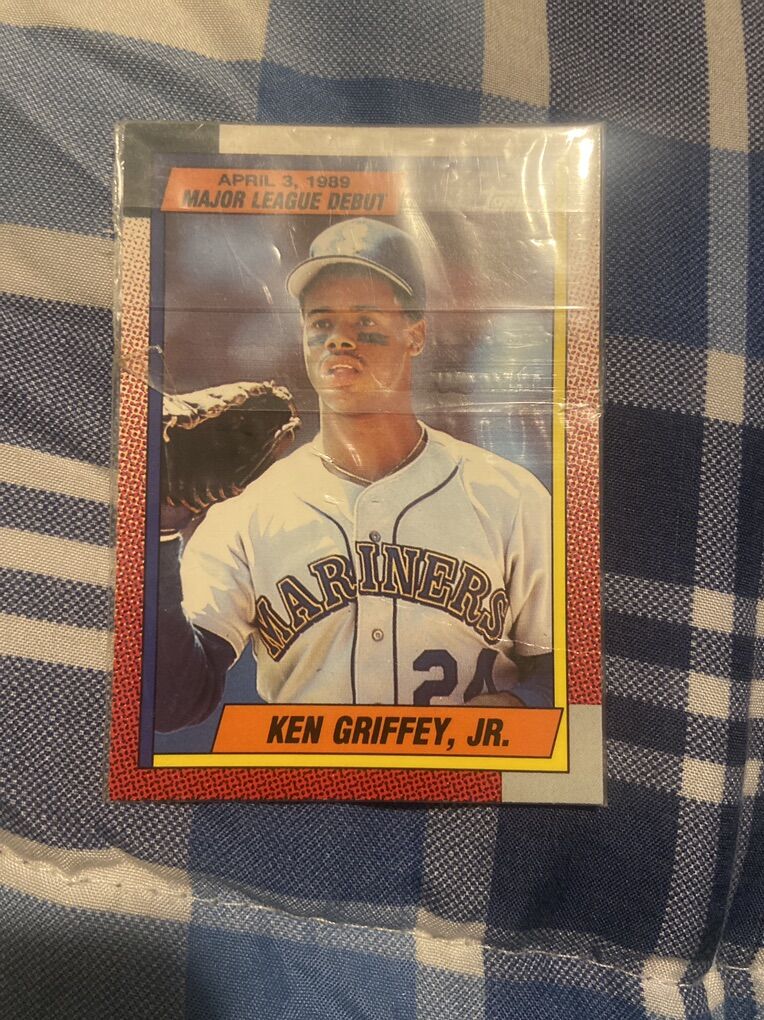 APRIL 3, 1989
MAJOR LEAGUE DEBUT
MARINERS
24
KEN GRIFFEY, JR.